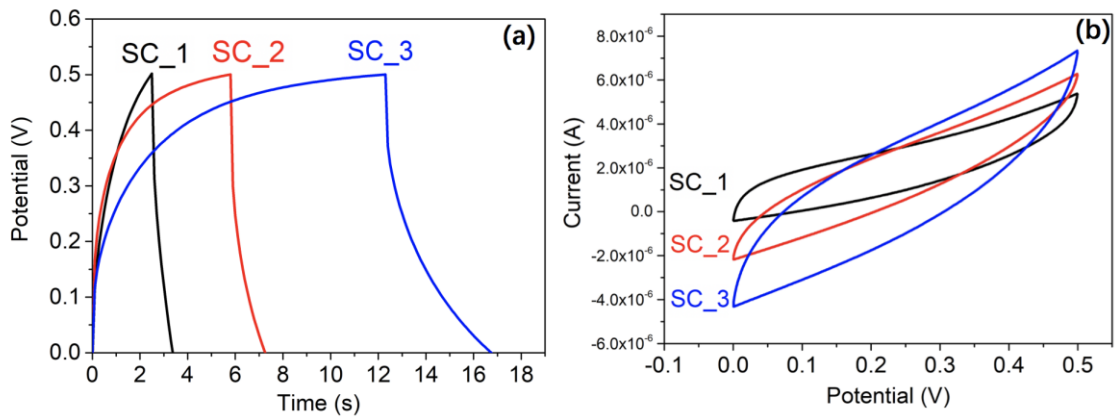 (a)
SC_1
SC_2
SC_3
0.6
0.5
0.4
0.3
0.2
0.1
0.0
Potential (V)
0 2 4 6 8 10 12 14 16 18
Time (s)
(b)
8.0x10⁻⁶
6.0x10⁻⁶
4.0x10⁻⁶
2.0x10⁻⁶
0.0
-2.0x10⁻⁶
-4.0x10⁻⁶
-6.0x10⁻⁶
Current (A)
SC_1
SC_2
SC_3
-0.1 0.0 0.1 0.2 0.3 0.4 0.5
Potential (V)